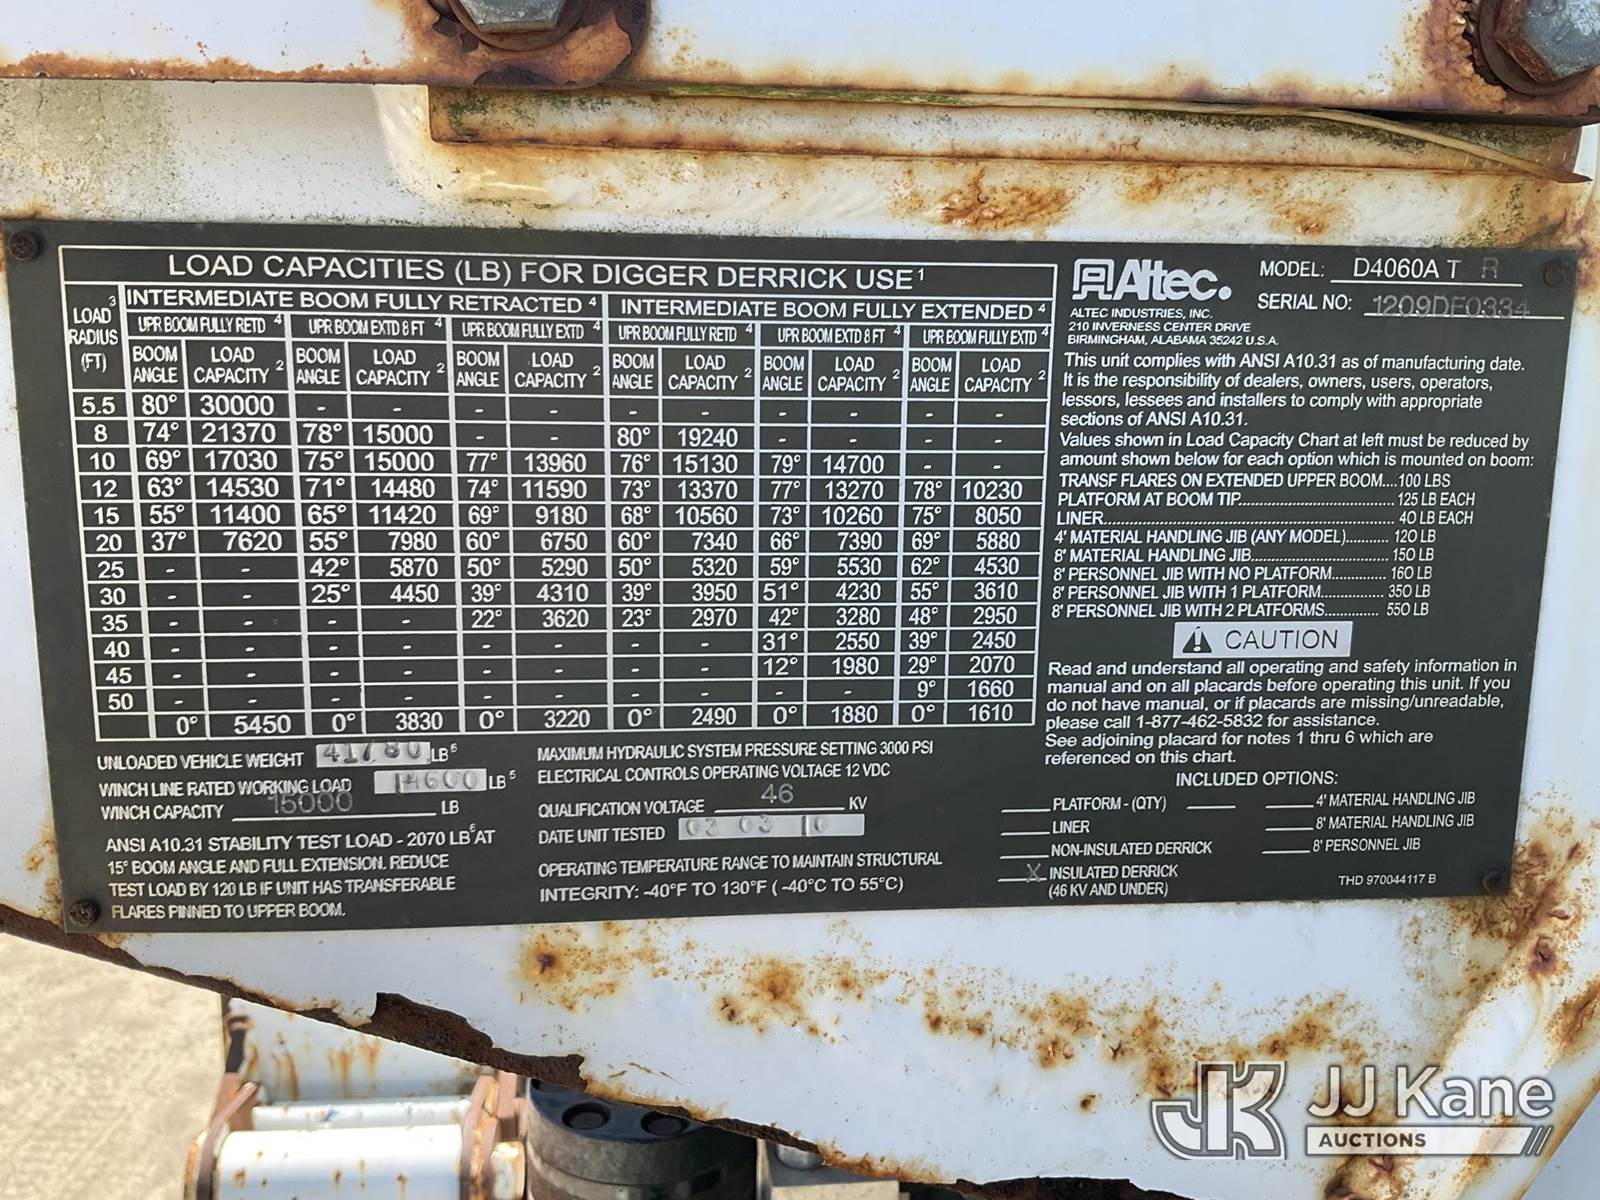 LOAD CAPACITIES (LB) FOR DIGGER DERRICK USE 1
LOAD 3 RADIUS (FT)
INTERMEDIATE BOOM FULLY RETRACTED 4 INTERMEDIATE BOOM FULLY EXTENDED 4
UPR BOOM FULLY RETD 4 UPR BOOM EXTD 8 FT 4 UPR BOOM FULLY EXTD 4 UPR BOOM FULLY RETD 4 UPR BOOM EXTD 8 FT 4 UPR BOOM FULLY EXTD 4
BOOM ANGLE LOAD CAPACITY 2 BOOM ANGLE LOAD CAPACITY 2 BOOM ANGLE LOAD CAPACITY 2 BOOM ANGLE LOAD CAPACITY 2 BOOM ANGLE LOAD CAPACITY 2 BOOM ANGLE LOAD CAPACITY 2
5.5 80° 30000 - - - - - - - - - -
8 74° 21370 78° 15000 - - 80° 19240 - - - -
10 69° 17030 75° 15000 77° 13960 76° 15130 79° 14700 - -
12 63° 14530 71° 14480 74° 11590 73° 13370 77° 13270 78° 10230
15 55° 11400 65° 11420 69° 9180 68° 10560 73° 10260 75° 8050
20 37° 7620 55° 7980 60° 6750 60° 7340 66° 7390 69° 5880
25 - - 42° 5870 50° 5290 50° 5320 59° 5530 62° 4530
30 - - 25° 4450 39° 4310 39° 3950 51° 4230 55° 3610
35 - - - - 22° 3620 23° 2970 42° 3280 48° 2950
40 - - - - - - - - 31° 2550 39° 2450
45 - - - - - - - - 12° 1980 29° 2070
50 - - - - - - - - - - 9° 1660
0° 5450 0° 3830 0° 3220 0° 2490 0° 1880 0° 1610
UNLOADED VEHICLE WEIGHT 41780 LB 6
WINCH LINE RATED WORKING LOAD 14600 LB 5
WINCH CAPACITY 15000 LB
ANSI A10.31 STABILITY TEST LOAD - 2070 LB 6 AT
15° BOOM ANGLE AND FULL EXTENSION. REDUCE
TEST LOAD BY 120 LB IF UNIT HAS TRANSFERABLE
FLARES PINNED TO UPPER BOOM.
MAXIMUM HYDRAULIC SYSTEM PRESSURE SETTING 3000 PSI
ELECTRICAL CONTROLS OPERATING VOLTAGE 12 VDC
QUALIFICATION VOLTAGE 46 KV
DATE UNIT TESTED 03 03 10
OPERATING TEMPERATURE RANGE TO MAINTAIN STRUCTURAL
INTEGRITY: -40°F TO 130°F ( -40°C TO 55°C)
Altec.
MODEL: D4060A T R
SERIAL NO: 1209DF0334
ALTEC INDUSTRIES, INC.
210 INVERNESS CENTER DRIVE
BIRMINGHAM, ALABAMA 35242 U.S.A.
This unit complies with ANSI A10.31 as of manufacturing date.
It is the responsibility of dealers, owners, users, operators,
lessors, lessees and installers to comply with appropriate
sections of ANSI A10.31.
Values shown in Load Capacity Chart at left must be reduced by
amount shown below for each option which is mounted on boom:
TRANSF FLARES ON EXTENDED UPPER BOOM....100 LBS
PLATFORM AT BOOM TIP...125 LB EACH
LINER...40 LB EACH
4' MATERIAL HANDLING JIB (ANY MODEL)...120 LB
8' MATERIAL HANDLING JIB...150 LB
8' PERSONNEL JIB WITH NO PLATFORM...160 LB
8' PERSONNEL JIB WITH 1 PLATFORM...350 LB
8' PERSONNEL JIB WITH 2 PLATFORMS...550 LB
CAUTION
Read and understand all operating and safety information in
manual and on all placards before operating this unit. If you
do not have manual, or if placards are missing/unreadable,
please call 1-877-462-5832 for assistance.
See adjoining placard for notes 1 thru 6 which are
referenced on this chart.
INCLUDED OPTIONS:
PLATFORM - (QTY)
LINER
NON-INSULATED DERRICK
X INSULATED DERRICK
(46 KV AND UNDER)
4' MATERIAL HANDLING JIB
8' MATERIAL HANDLING JIB
8' PERSONNEL JIB
THD 970044117 B
JK JJ Kane
AUCTIONS